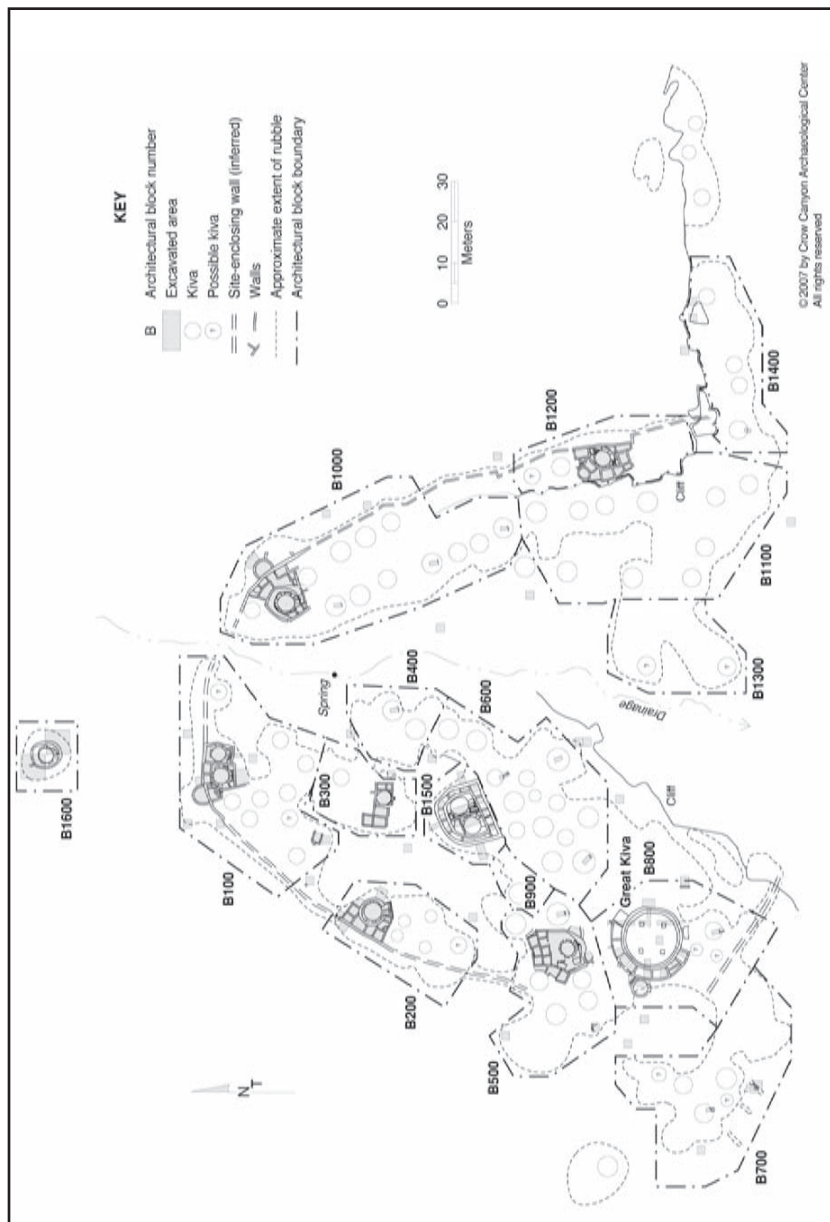 KEY
B Architectural block number
Excavated area
Kiva
? Possible kiva
Site-enclosing wall (inferred)
Walls
Approximate extent of rubble
Architectural block boundary
0 10 20 30
Meters
©2007 by Crow Canyon Archaeological Center
All rights reserved
N
T
B1600
B100
B1000
Spring
B300
B400
B200
B1500
B600
B1200
B900
B500
Great Kiva
B800
Drainage
Cliff
Cliff
B1400
B1300
B1100
B700
?
?
?
?
?
?
?
?
?
?
?